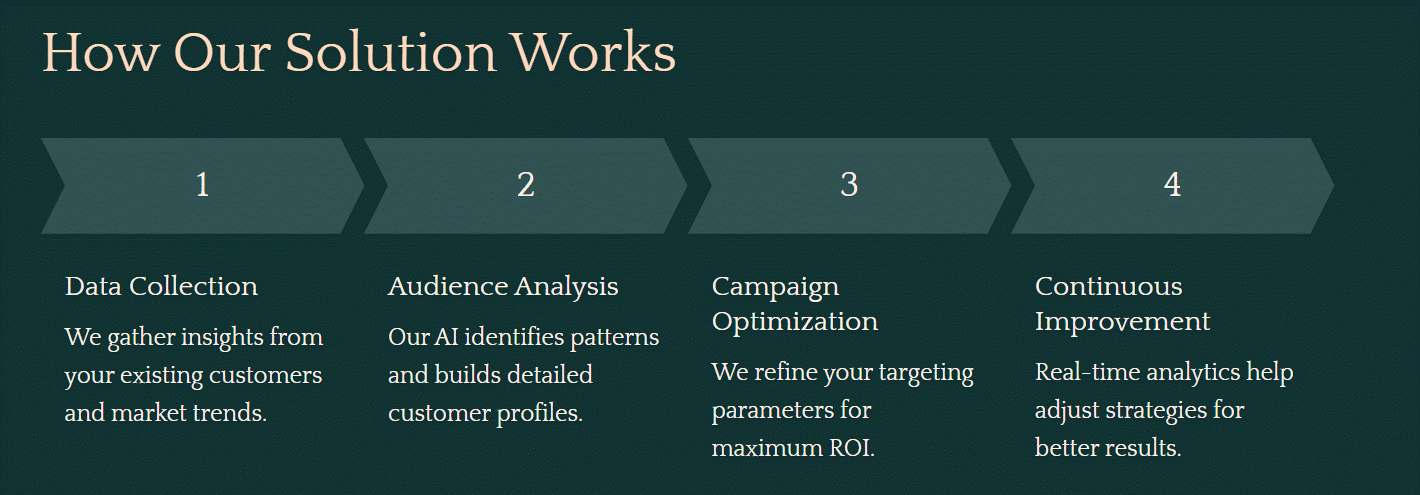 How Our Solution Works
1
2
3
4
Data Collection
We gather insights from
your existing customers
and market trends.
Audience Analysis
Our AI identifies patterns
and builds detailed
customer profiles.
Campaign
Optimization
We refine your targeting
parameters for
maximum ROI.
Continuous
Improvement
Real-time analytics help
adjust strategies for
better results.